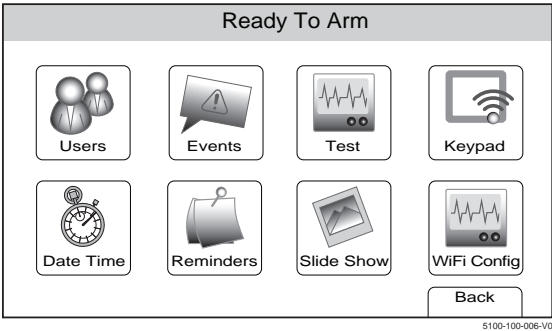 Ready To Arm
Users
Events
Test
Keypad
Date Time
Reminders
Slide Show
WiFi Config
Back
5100-100-006-V0